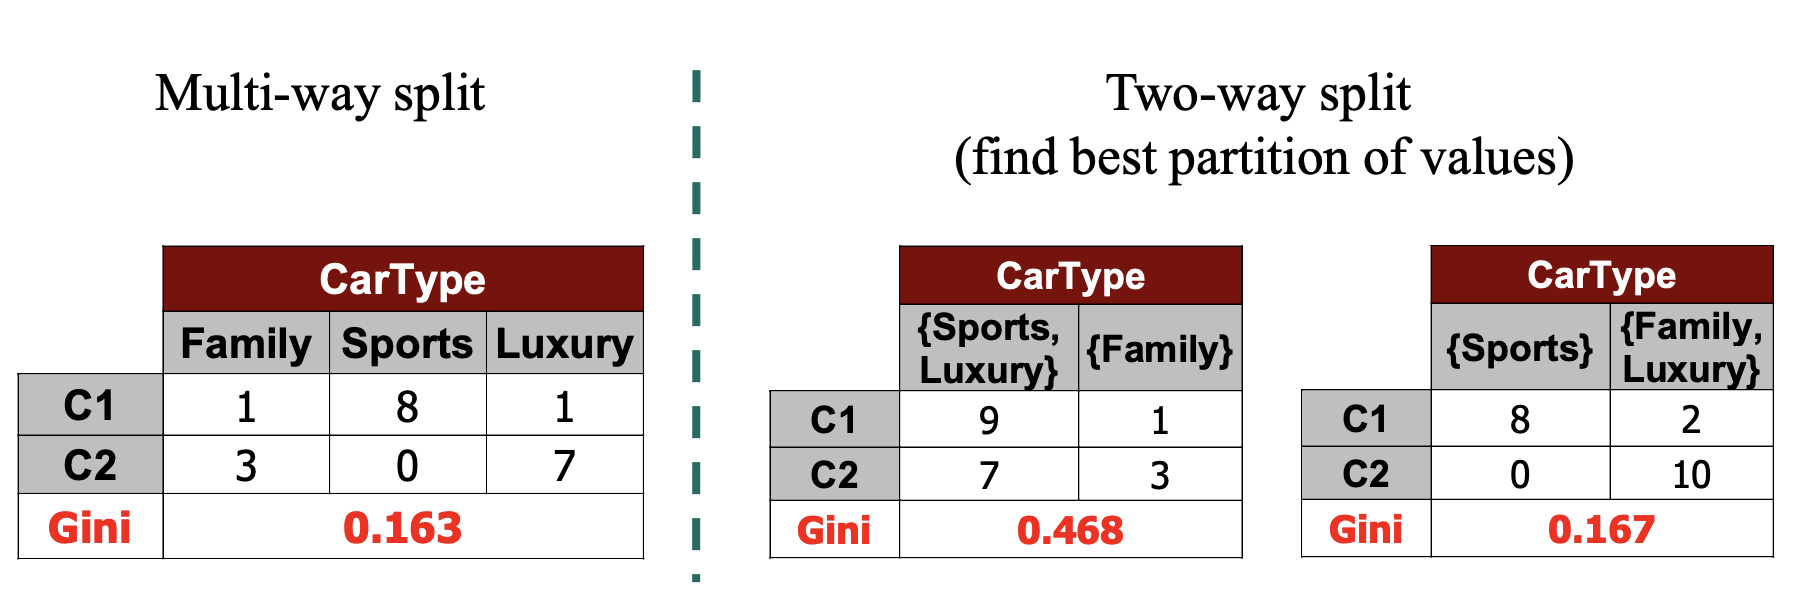 Multi-way split
CarType
Family Sports Luxury
C1 1 8 1
C2 3 0 7
Gini 0.163
Two-way split
(find best partition of values)
CarType
{Sports,
Luxury} {Family}
C1 9 1
C2 7 3
Gini 0.468
CarType
{Sports} {Family,
Luxury}
C1 8 2
C2 0 10
Gini 0.167